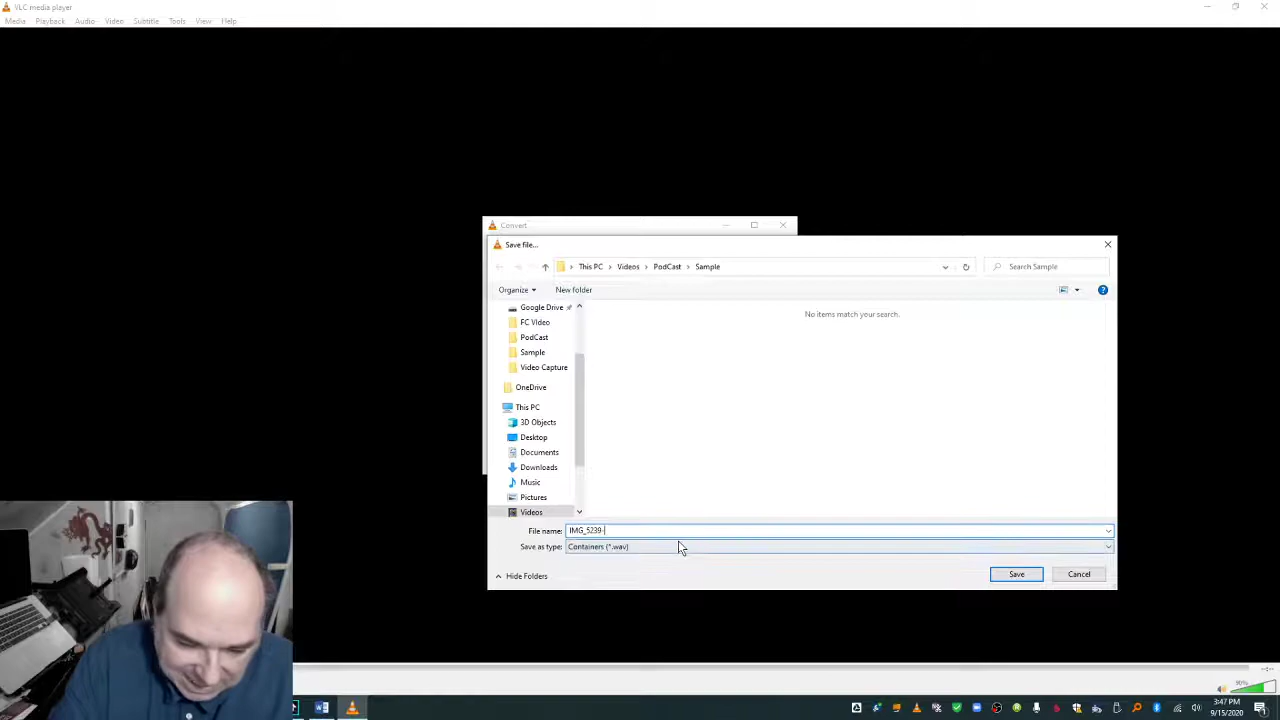 VLC media player
Media Playback Audio Video Subtitle Tools View Help
Convert
Save file...
This PC > Videos > PodCast > Sample
Search Sample
Organize
New folder
Google Drive
FC Video
PodCast
Sample
Video Capture
OneDrive
This PC
3D Objects
Desktop
Documents
Downloads
Music
Pictures
Videos
No items match your search.
File name: IMG_5239-
Save as type: Containers (*.wav)
Hide Folders
Save
Cancel
90%
3:47 PM
9/15/2020